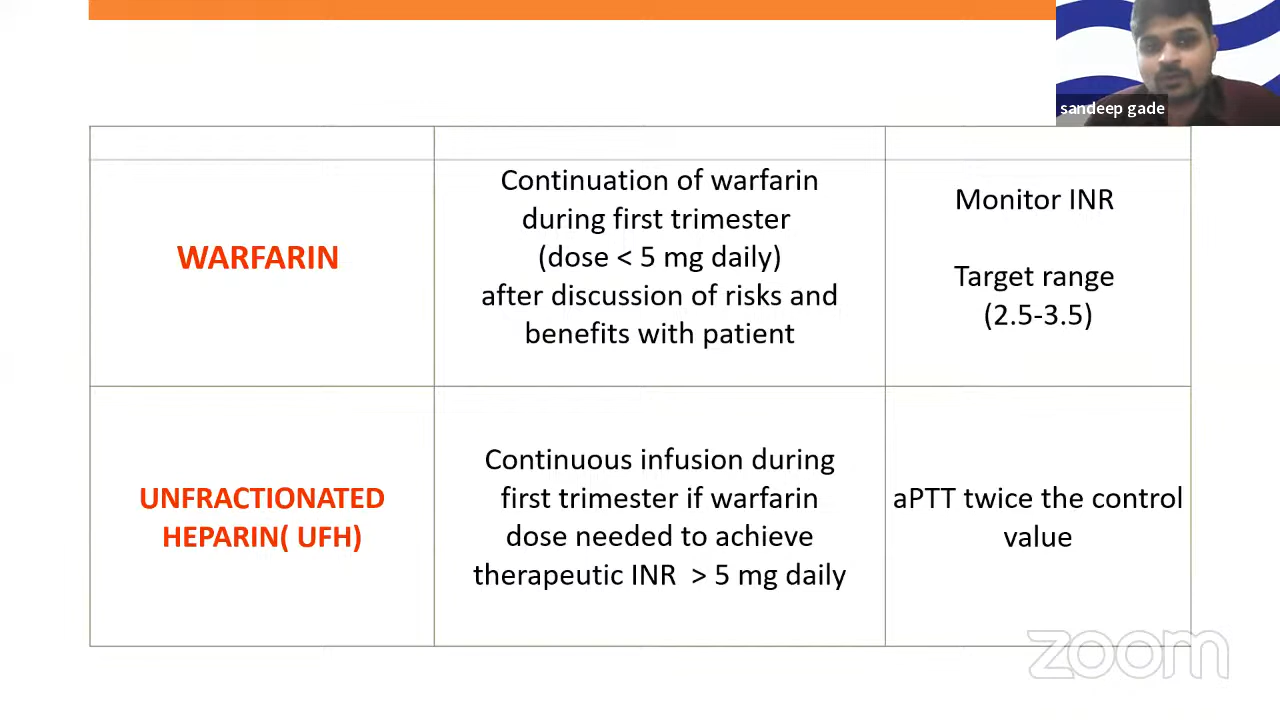 sandeep gade
WARFARIN
Continuation of warfarin
during first trimester
(dose < 5 mg daily)
after discussion of risks and
benefits with patient
Monitor INR
Target range
(2.5-3.5)
UNFRACTIONATED
HEPARIN( UFH)
Continuous infusion during
first trimester if warfarin
dose needed to achieve
therapeutic INR > 5 mg daily
aPTT twice the control
value
zoom